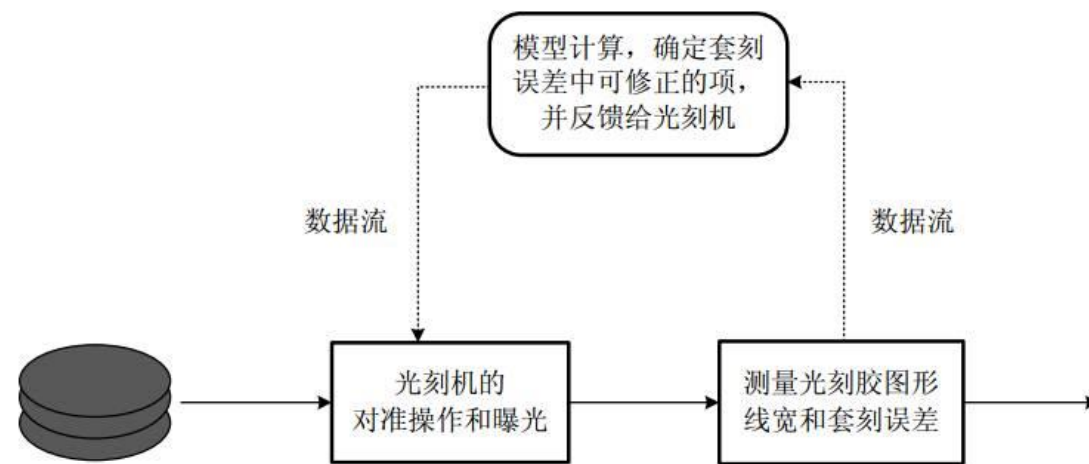 模型计算，确定套刻
误差中可修正的项，
并反馈给光刻机
数据流
数据流
光刻机的
对准操作和曝光
测量光刻胶图形
线宽和套刻误差